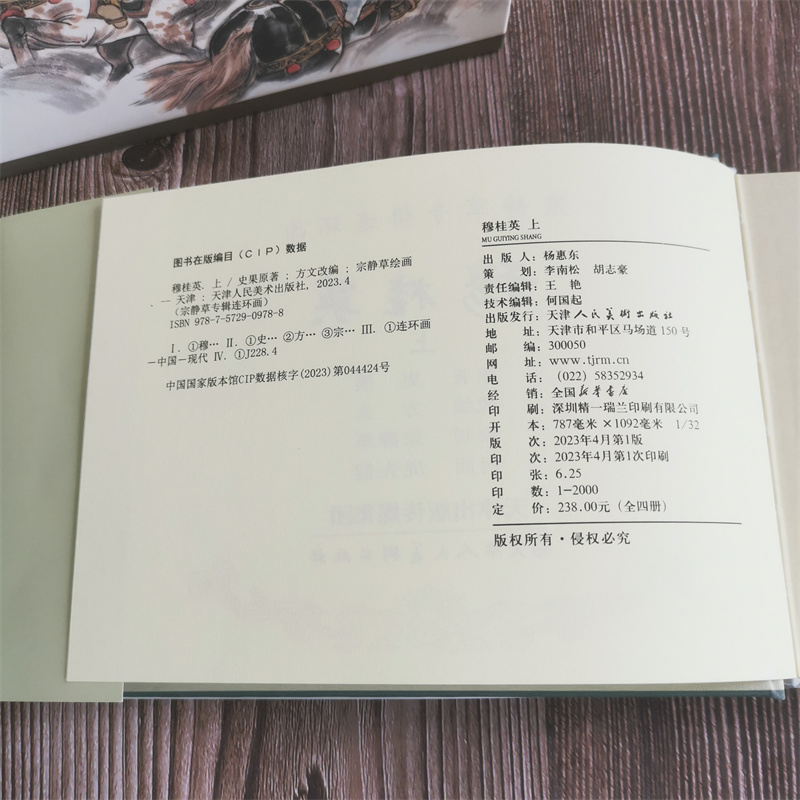 图书在版编目(CIP)数据
穆桂英. 上 / 史果原著 ; 方文改编 ; 宗静草绘画
. — 天津 : 天津人民美术出版社, 2023.4
(宗静草专辑连环画)
ISBN 978-7-5729-0978-8
Ⅰ. ①穆… Ⅱ. ①史… ②方… ③宗… Ⅲ. ①连环画
－中国－现代 Ⅳ. ①J228.4
中国国家版本馆CIP数据核字(2023)第044424号
穆桂英 上
MU GUIYING SHANG
出 版 人：杨惠东
策 划：李南松 胡志豪
责任编辑：王 艳
技术编辑：何国起
出版发行：天津人民美术出版社
地 址：天津市和平区马场道 150 号
邮 编：300050
网 址：www.tjrm.cn
电 话：(022) 58352934
经 销：全国新华书店
印 刷：深圳精一瑞兰印刷有限公司
开 本：787毫米×1092毫米 1/32
版 次：2023年4月第1版
印 次：2023年4月第1次印刷
印 张：6.25
印 数：1-2000
定 价：238.00元（全四册）
版权所有·侵权必究